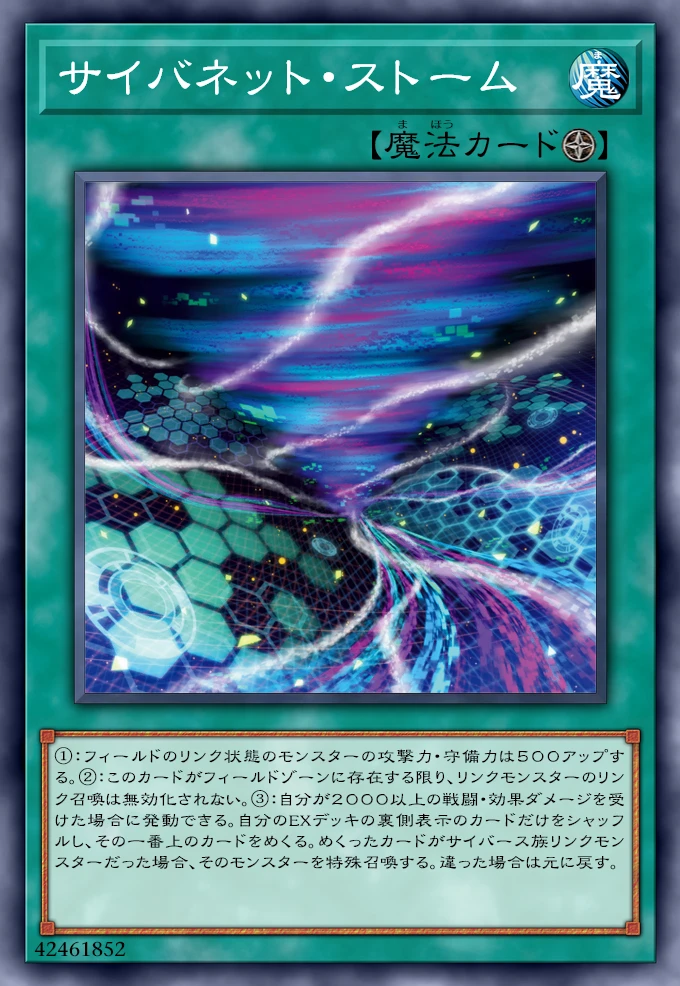 サイバネット・ストーム
魔
ま
ま ほう
【魔法カード】
①:フィールドのリンク状態のモンスターの攻撃力・守備力は500アップす
る。②:このカードがフィールドゾーンに存在する限り、リンクモンスターのリン
ク召喚は無効化されない。③:自分が2000以上の戦闘・効果ダメージを受
けた場合に発動できる。自分のEXデッキの裏側表示のカードだけをシャッフ
ルし、その一番上のカードをめくる。めくったカードがサイバース族リンクモン
スターだった場合、そのモンスターを特殊召喚する。違った場合は元に戻す。
42461852